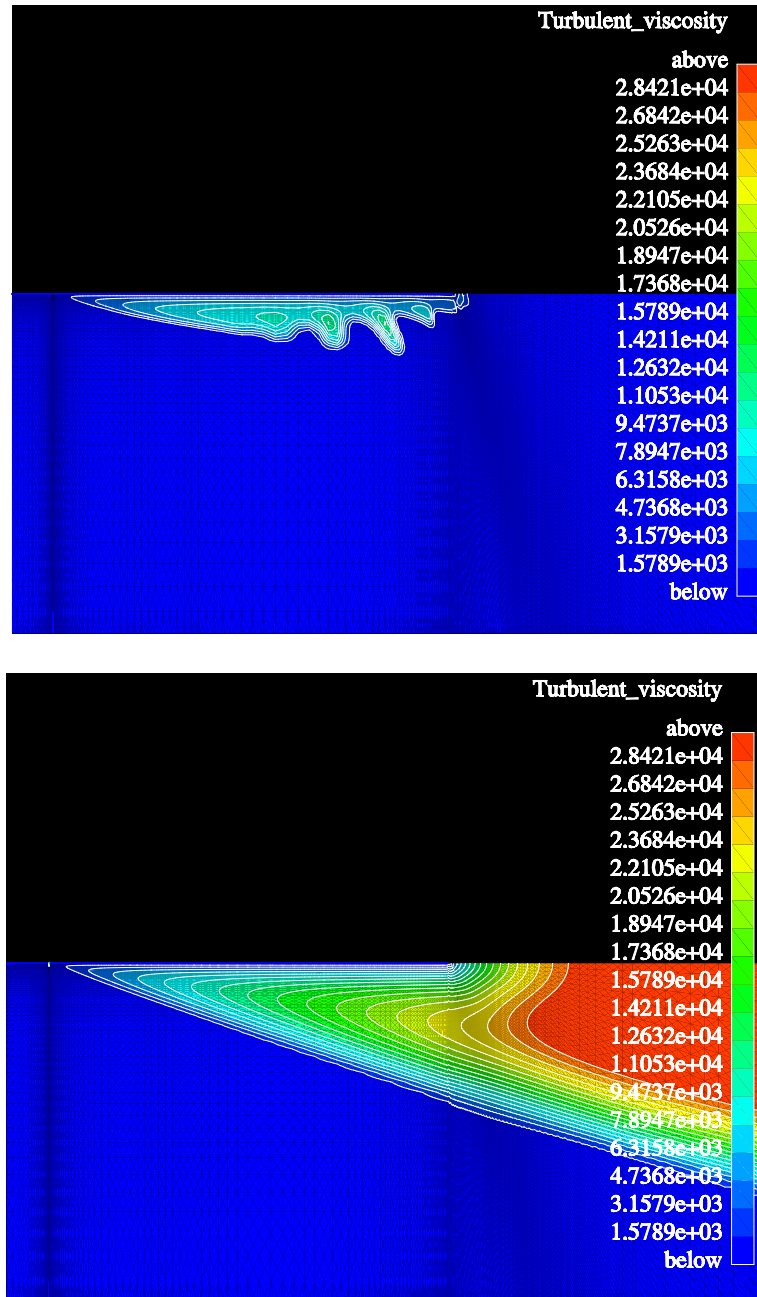 Turbulent_viscosity
above
2.8421e+04
2.6842e+04
2.5263e+04
2.3684e+04
2.2105e+04
2.0526e+04
1.8947e+04
1.7368e+04
1.5789e+04
1.4211e+04
1.2632e+04
1.1053e+04
9.4737e+03
7.8947e+03
6.3158e+03
4.7368e+03
3.1579e+03
1.5789e+03
below
Turbulent_viscosity
above
2.8421e+04
2.6842e+04
2.5263e+04
2.3684e+04
2.2105e+04
2.0526e+04
1.8947e+04
1.7368e+04
1.5789e+04
1.4211e+04
1.2632e+04
1.1053e+04
9.4737e+03
7.8947e+03
6.3158e+03
4.7368e+03
3.1579e+03
1.5789e+03
below